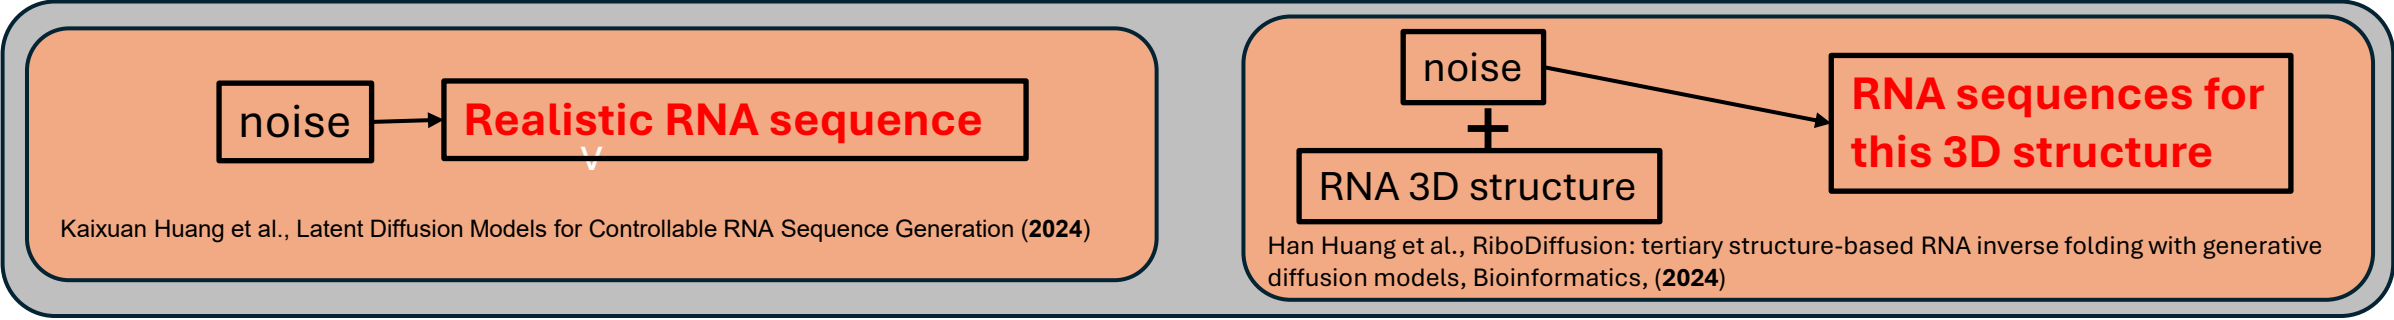 noise
Realistic RNA sequence
v
Kaixuan Huang et al., Latent Diffusion Models for Controllable RNA Sequence Generation (2024)
noise
+
RNA 3D structure
RNA sequences for
this 3D structure
Han Huang et al., RiboDiffusion: tertiary structure-based RNA inverse folding with generative
diffusion models, Bioinformatics, (2024)